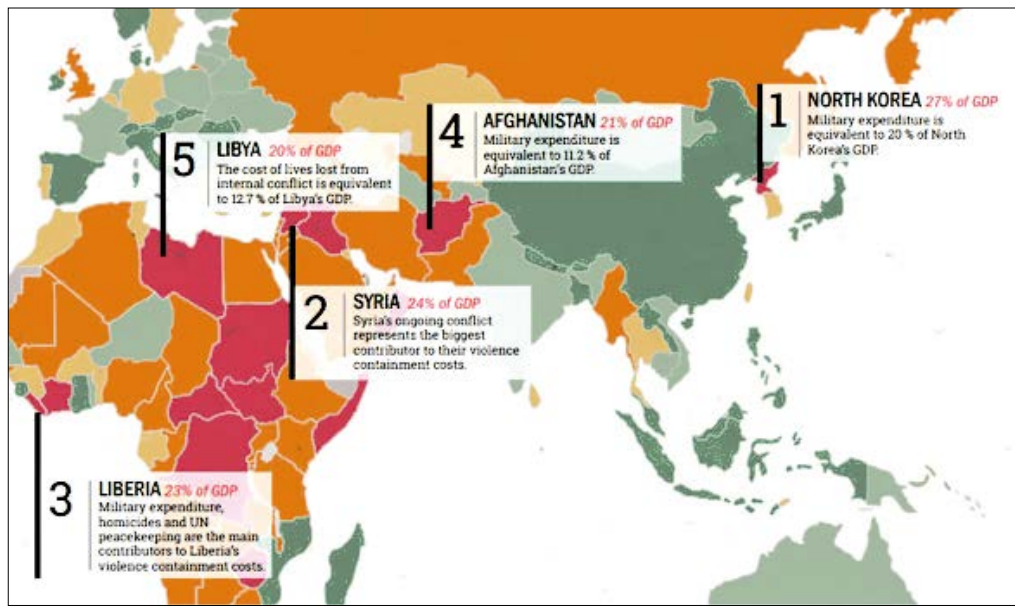 1
NORTH KOREA 27% of GDP
Military expenditure is
equivalent to 20 % of North
Korea's GDP.
2
SYRIA 24% of GDP
Syria's ongoing conflict
represents the biggest
contributor to their violence
containment costs.
3
LIBERIA 23% of GDP
Military expenditure,
homicides and UN
peacekeeping are the main
contributors to Liberia's
violence containment costs.
4
AFGHANISTAN 21% of GDP
Military expenditure is
equivalent to 11.2 % of
Afghanistan's GDP.
5
LIBYA 20% of GDP
The cost of lives lost from
internal conflict is equivalent
to 12.7 % of Libya's GDP.